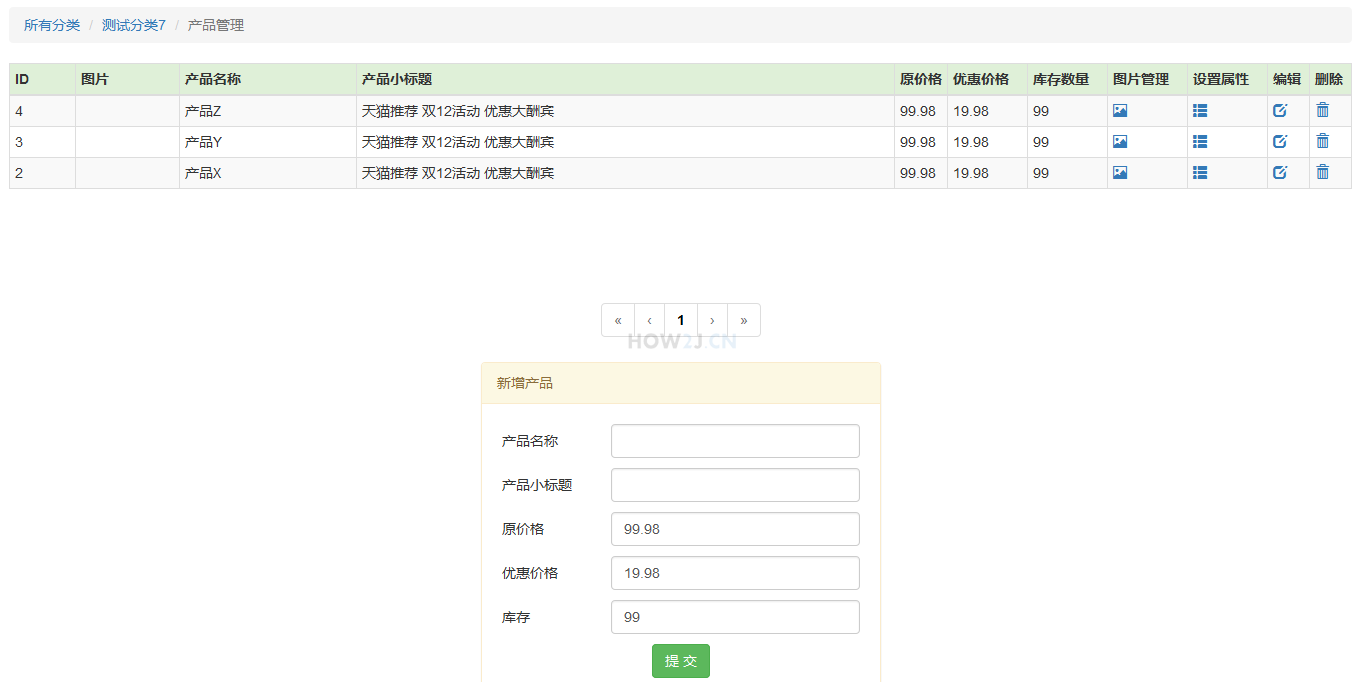 所有分类 / 测试分类7 / 产品管理
ID 图片 产品名称 产品小标题 原价格 优惠价格 库存数量 图片管理 设置属性 编辑 删除
4 产品Z 天猫推荐 双12活动 优惠大酬宾 99.98 19.98 99
3 产品Y 天猫推荐 双12活动 优惠大酬宾 99.98 19.98 99
2 产品X 天猫推荐 双12活动 优惠大酬宾 99.98 19.98 99
« ‹ 1 › »
HOW2J.CN
新增产品
产品名称
产品小标题
原价格 99.98
优惠价格 19.98
库存 99
提 交